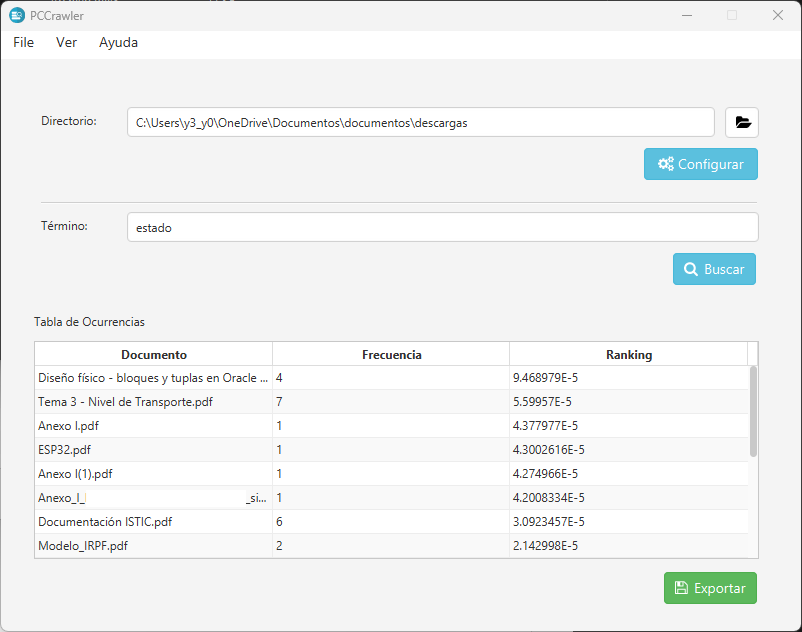 PCCrawler
File Ver Ayuda
Directorio: C:\Users\y3_y0\OneDrive\Documentos\documentos\descargas
Configurar
Término: estado
Buscar
Tabla de Ocurrencias
Documento Frecuencia Ranking
Diseño físico - bloques y tuplas en Oracle ... 4 9.468979E-5
Tema 3 - Nivel de Transporte.pdf 7 5.59957E-5
Anexo I.pdf 1 4.377977E-5
ESP32.pdf 1 4.3002616E-5
Anexo I(1).pdf 1 4.274966E-5
Anexo_I_ _si... 1 4.2008334E-5
Documentación ISTIC.pdf 6 3.0923457E-5
Modelo_IRPF.pdf 2 2.142998E-5
Exportar